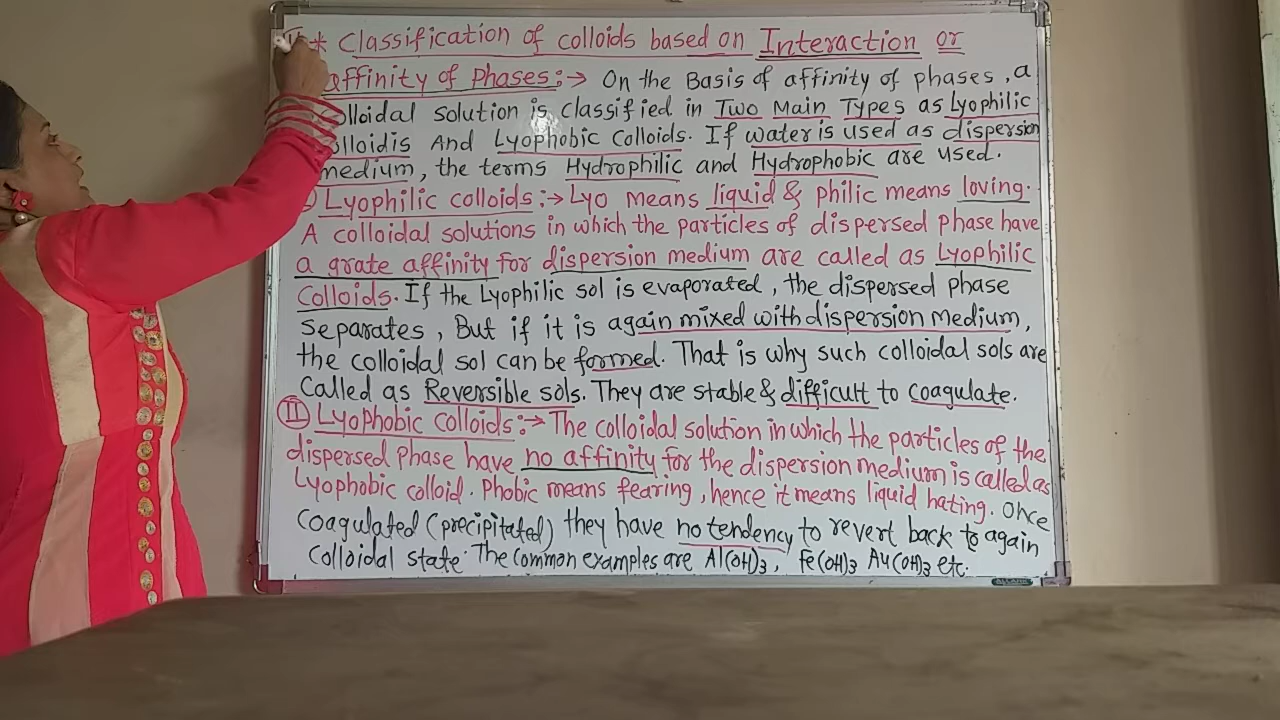 * Classification of colloids based on Interaction or
affinity of Phases:→ On the Basis of affinity of phases, a
olloidal solution is classified in Two Main Types as Lyophilic
olloidis And Lyophobic Colloids. If water is used as dispersion
medium, the terms Hydrophilic and Hydrophobic are used.
Lyophilic colloids:→ Lyo means liquid & philic means loving.
A colloidal solutions in which the particles of dispersed phase have
a grate affinity for dispersion medium are called as Lyophilic
Colloids. If the Lyophilic sol is evaporated, the dispersed phase
separates, But if it is again mixed with dispersion Medium,
the colloidal sol can be formed. That is why such colloidal sols are
Called as Reversible sols. They are stable & difficult to coagulate.
II Lyophobic colloids:→ The colloidal solution in which the particles of the
dispersed Phase have no affinity for the dispersion medium is called as
Lyophobic colloid. Phobic means fearing, hence it means liquid hating. Once
Coagulated (precipitated) they have no tendency to revert back to again
colloidal state. The common examples are Al(OH)3, Fe(OH)3 Au(OH)3 etc.